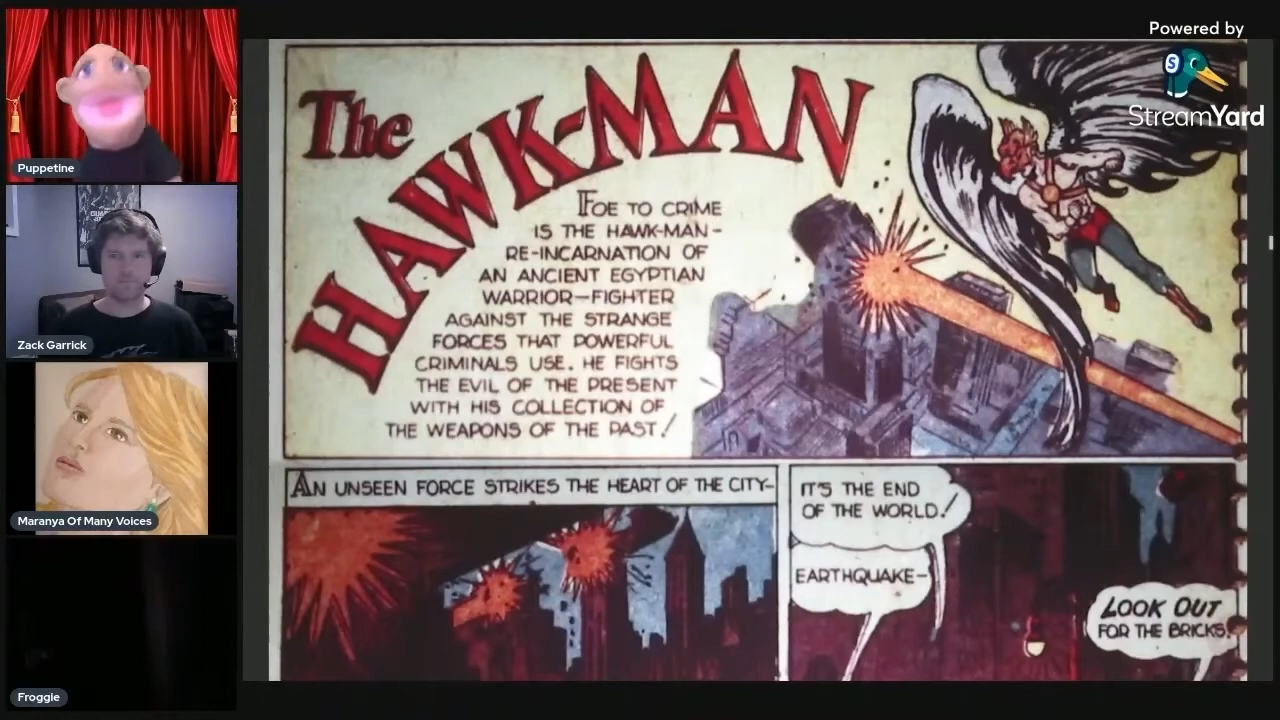 Powered by
StreamYard
Puppetine
Zack Garrick
Maranya Of Many Voices
Froggie
The
HAWK-MAN
FOE TO CRIME
IS THE HAWK-MAN-
RE-INCARNATION OF
AN ANCIENT EGYPTIAN
WARRIOR—FIGHTER
AGAINST THE STRANGE
FORCES THAT POWERFUL
CRIMINALS USE. HE FIGHTS
THE EVIL OF THE PRESENT
WITH HIS COLLECTION OF
THE WEAPONS OF THE PAST!
AN UNSEEN FORCE STRIKES THE HEART OF THE CITY-
IT'S THE END
OF THE WORLD!
EARTHQUAKE-
LOOK OUT
FOR THE BRICKS.